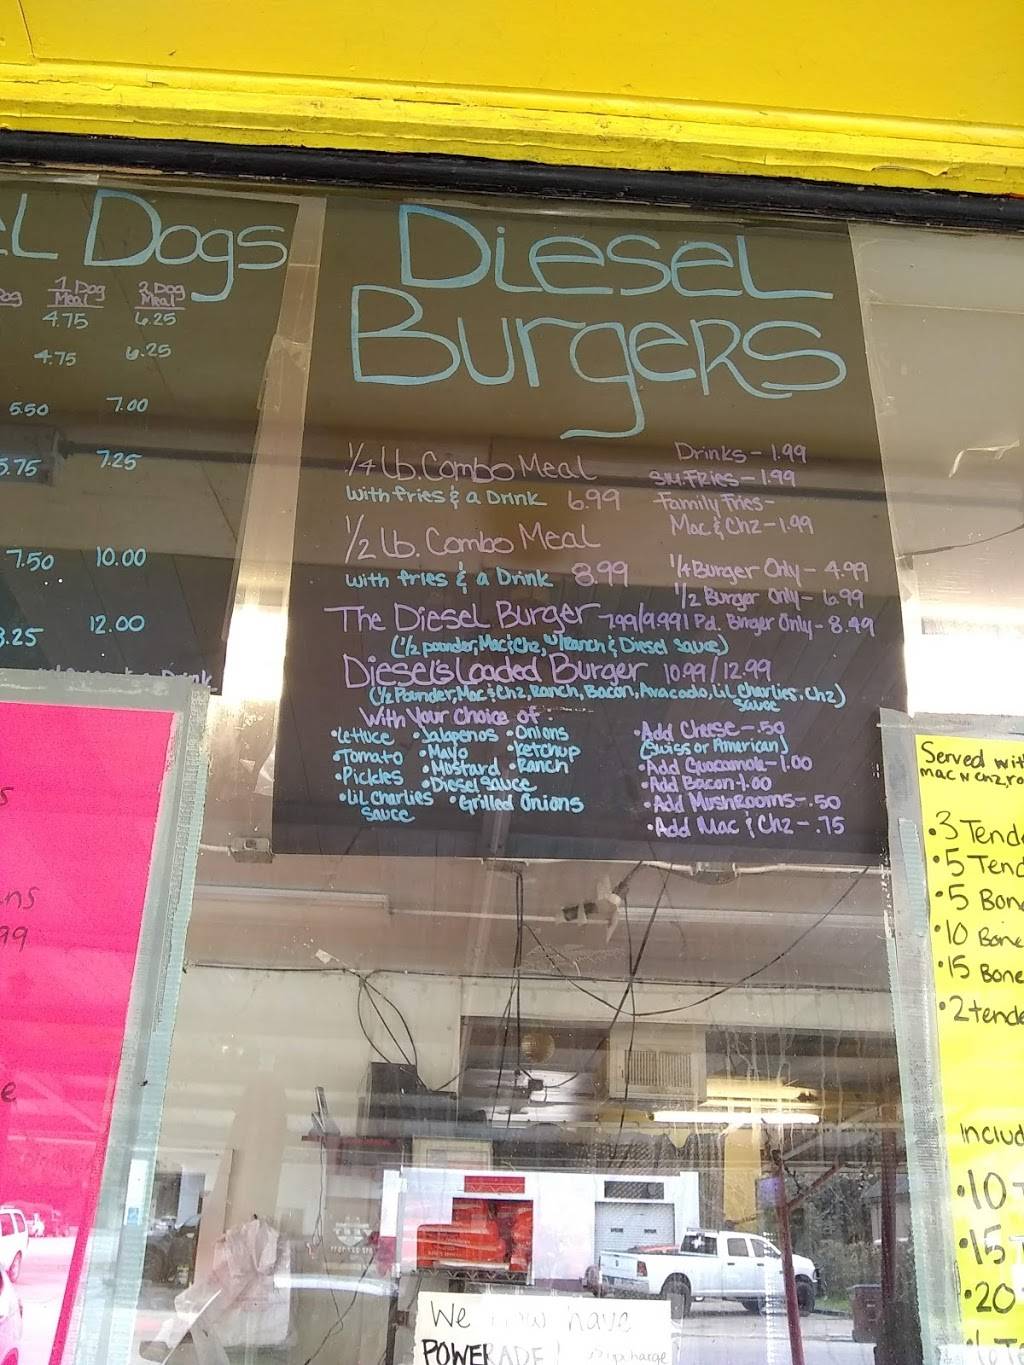 L Dogs
1 Dog 2 Dog
Meal Meal
4.75 6.25
4.75 6.25
5.50 7.00
5.75 7.25
7.50 10.00
8.25 12.00
Drink
Diesel
Burgers
1/4 Lb. Combo Meal
with fries & a Drink 6.99
1/2 Lb. Combo Meal
with fries & a Drink 8.99
Drinks - 1.99
Sm. Fries - 1.99
Family Fries -
Mac & Chz - 1.99
1/4 Burger Only - 4.99
1/2 Burger Only - 6.99
1 Pd. Burger Only - 8.49
The Diesel Burger - 7.99/9.99
(1/2 pounder, Mac & Chz, w/Ranch & Diesel Sauce)
Diesel's Loaded Burger 10.99/12.99
(1/2 Pounder, Mac & Chz, Ranch, Bacon, Avacado, LiL Charlies, Chz)
Sauce
With Your Choice of:
•Lettuce •Jalapenos •Onions
•Tomato •Mayo •Ketchup
•Pickles •Mustard •Ranch
•LiL Charlies •Diesel Sauce
Sauce •Grilled Onions
•Add Cheese - .50
(Swiss or American)
•Add Guacamole - 1.00
•Add Bacon - 1.00
•Add Mushrooms - .50
•Add Mac & Chz - .75
Served wit
mac n chz, ro
•3 Tende
•5 Tend
•5 Bone
•10 Bone
•15 Bone
•2 tende
Includ
•10 T
•15 T
•20
We now have
POWERADE!